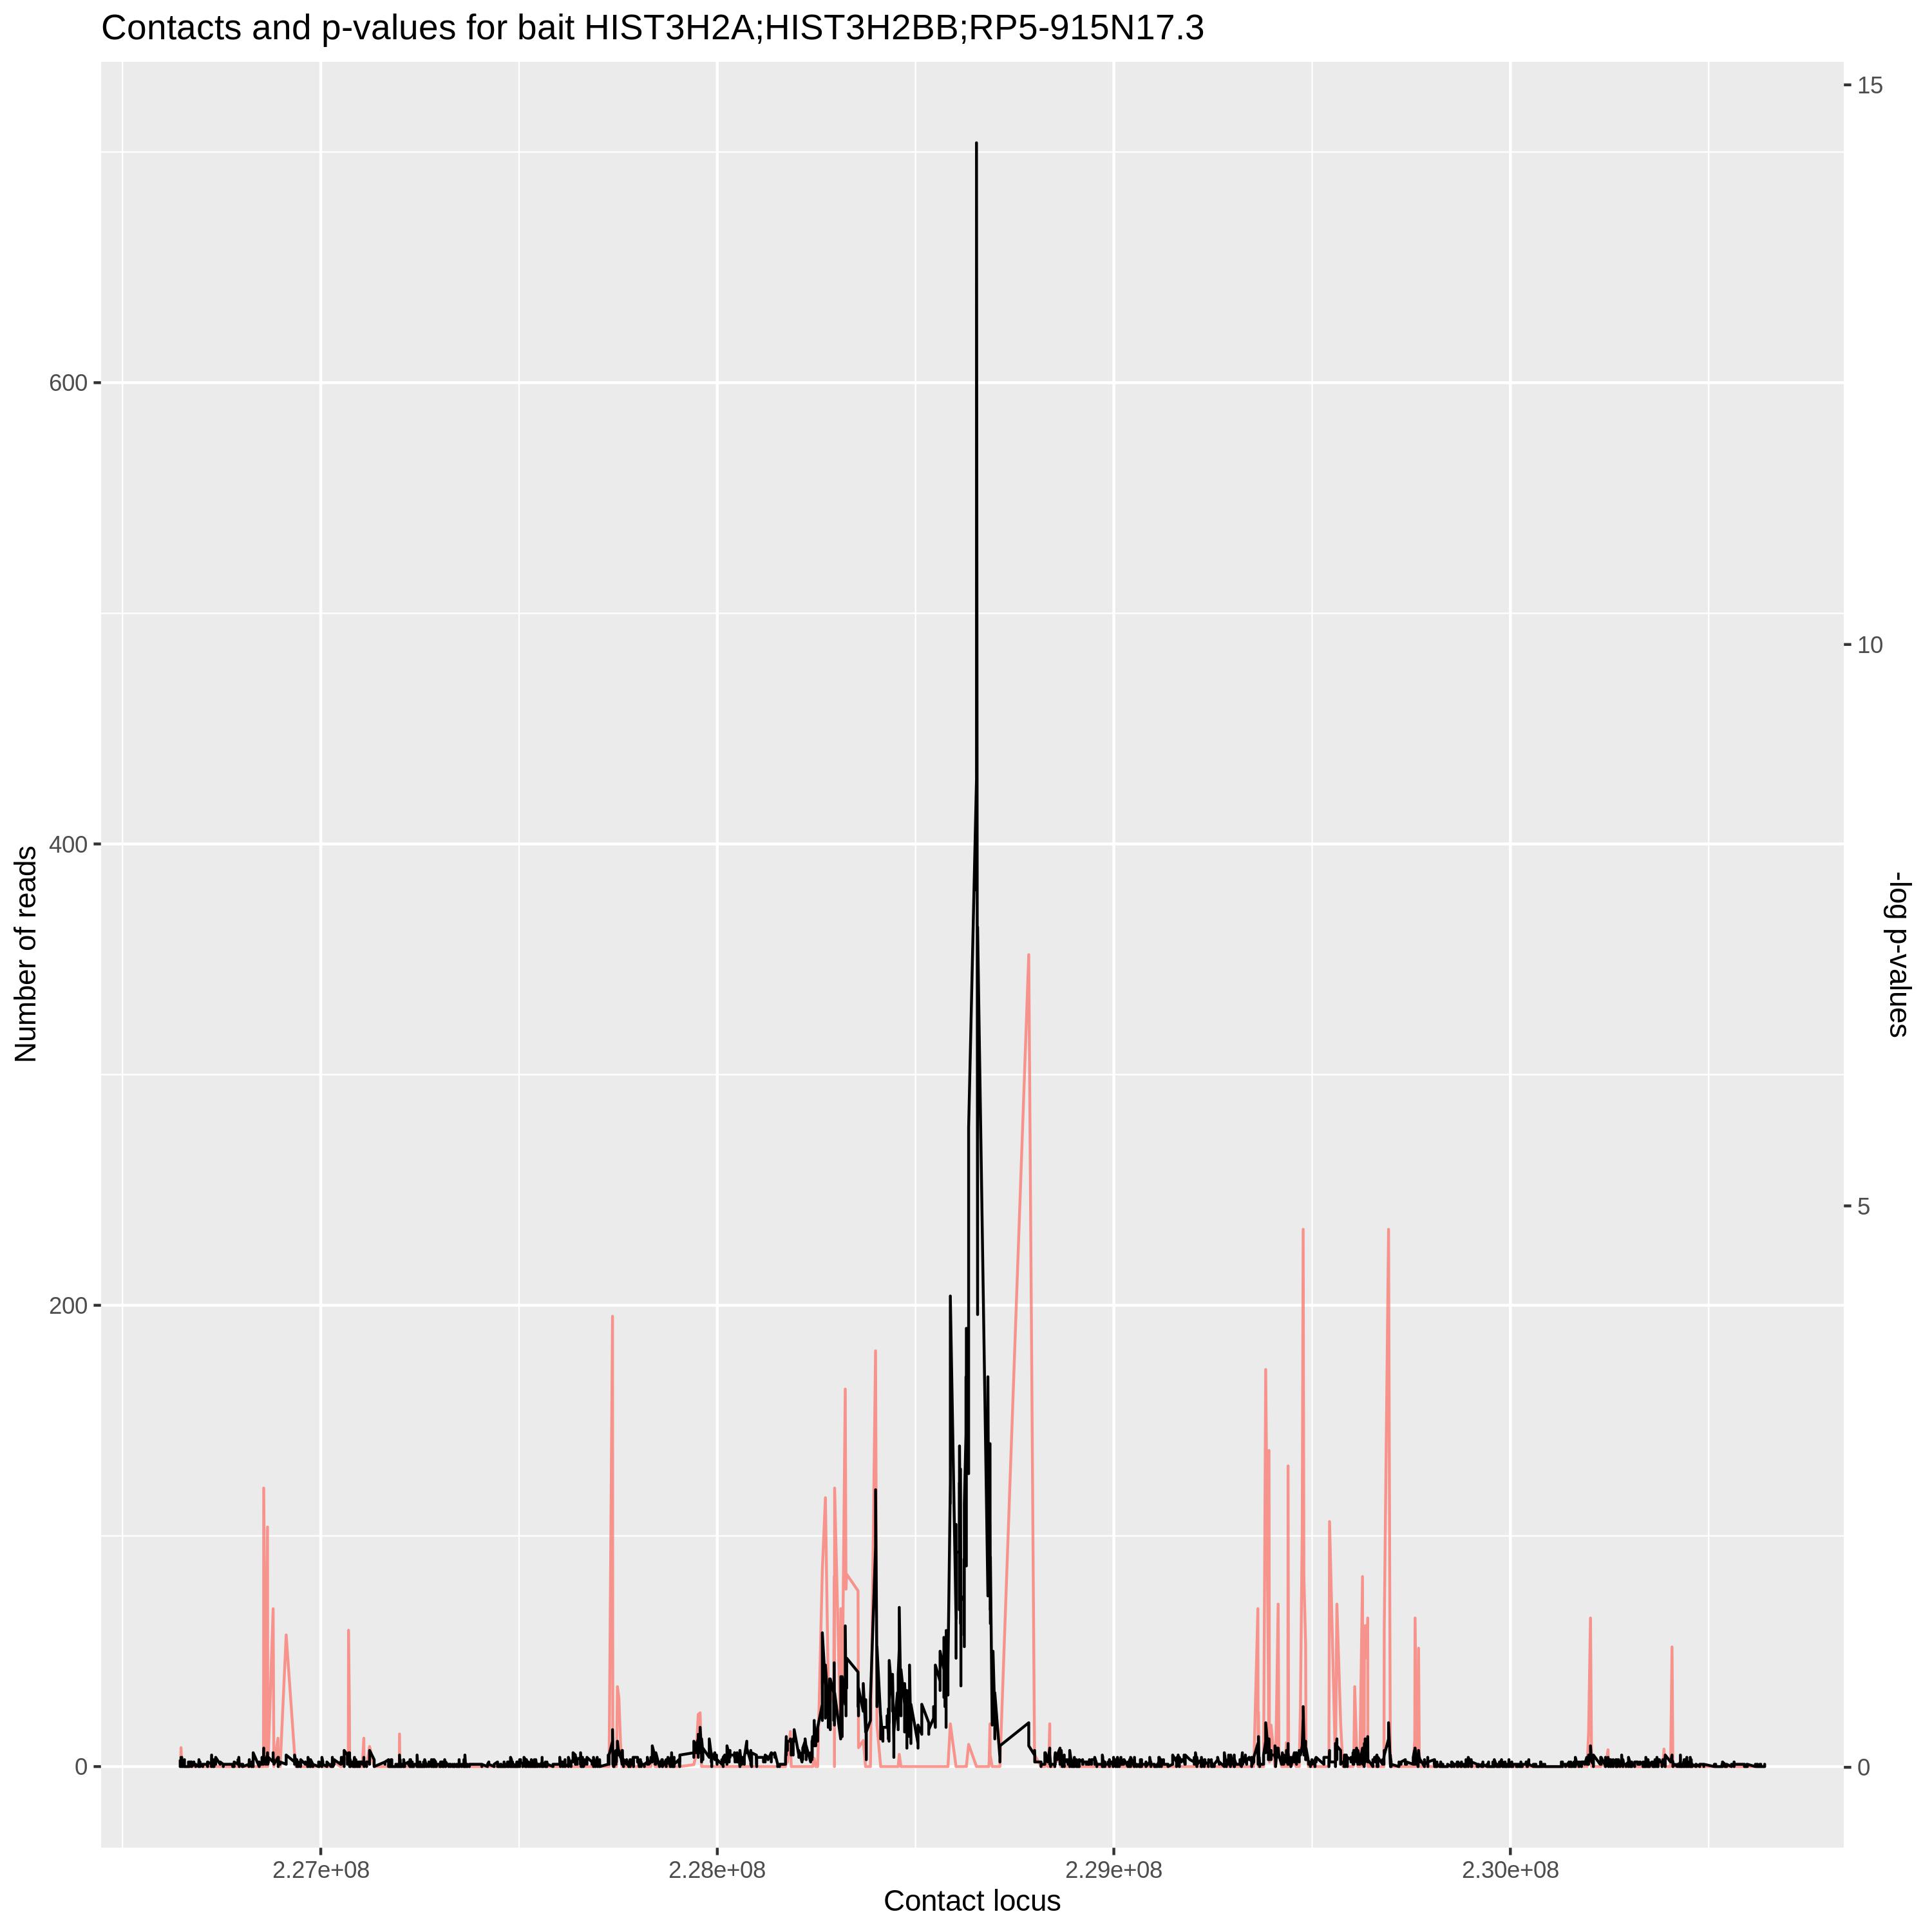 Contacts and p-values for bait HIST3H2A;HIST3H2BB;RP5-915N17.3
15
600
10
400
Number of reads
-log p-values
5
200
0
0
2.27e+08
2.28e+08
2.29e+08
2.30e+08
Contact locus